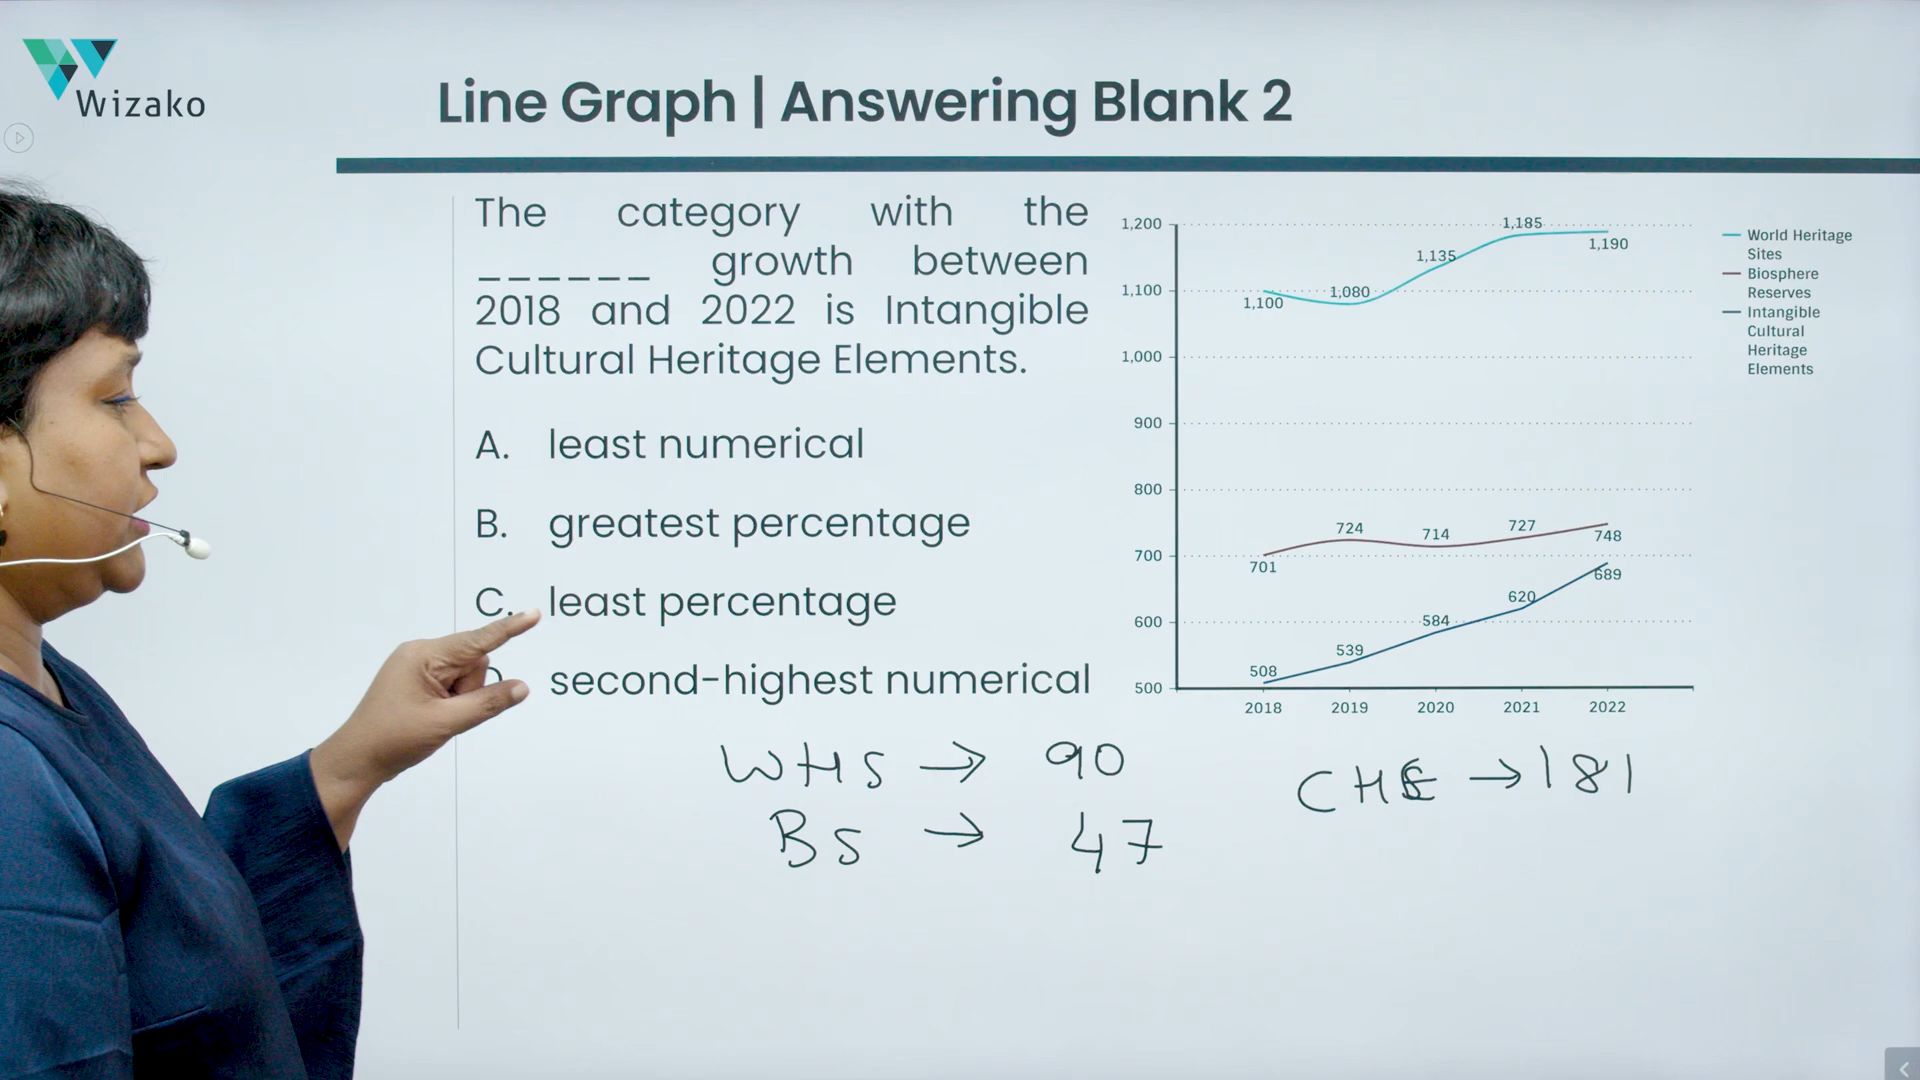 Wizako
Line Graph | Answering Blank 2
The category with the
______ growth between
2018 and 2022 is Intangible
Cultural Heritage Elements.
A. least numerical
B. greatest percentage
C. least percentage
second-highest numerical
1,200
1,100
1,000
900
800
700
600
500
1,100
1,080
1,135
1,185
1,190
701
724
714
727
748
508
539
584
620
689
2018 2019 2020 2021 2022
World Heritage
Sites
Biosphere
Reserves
Intangible
Cultural
Heritage
Elements
WHS → 90
BS → 47
CHE → 181